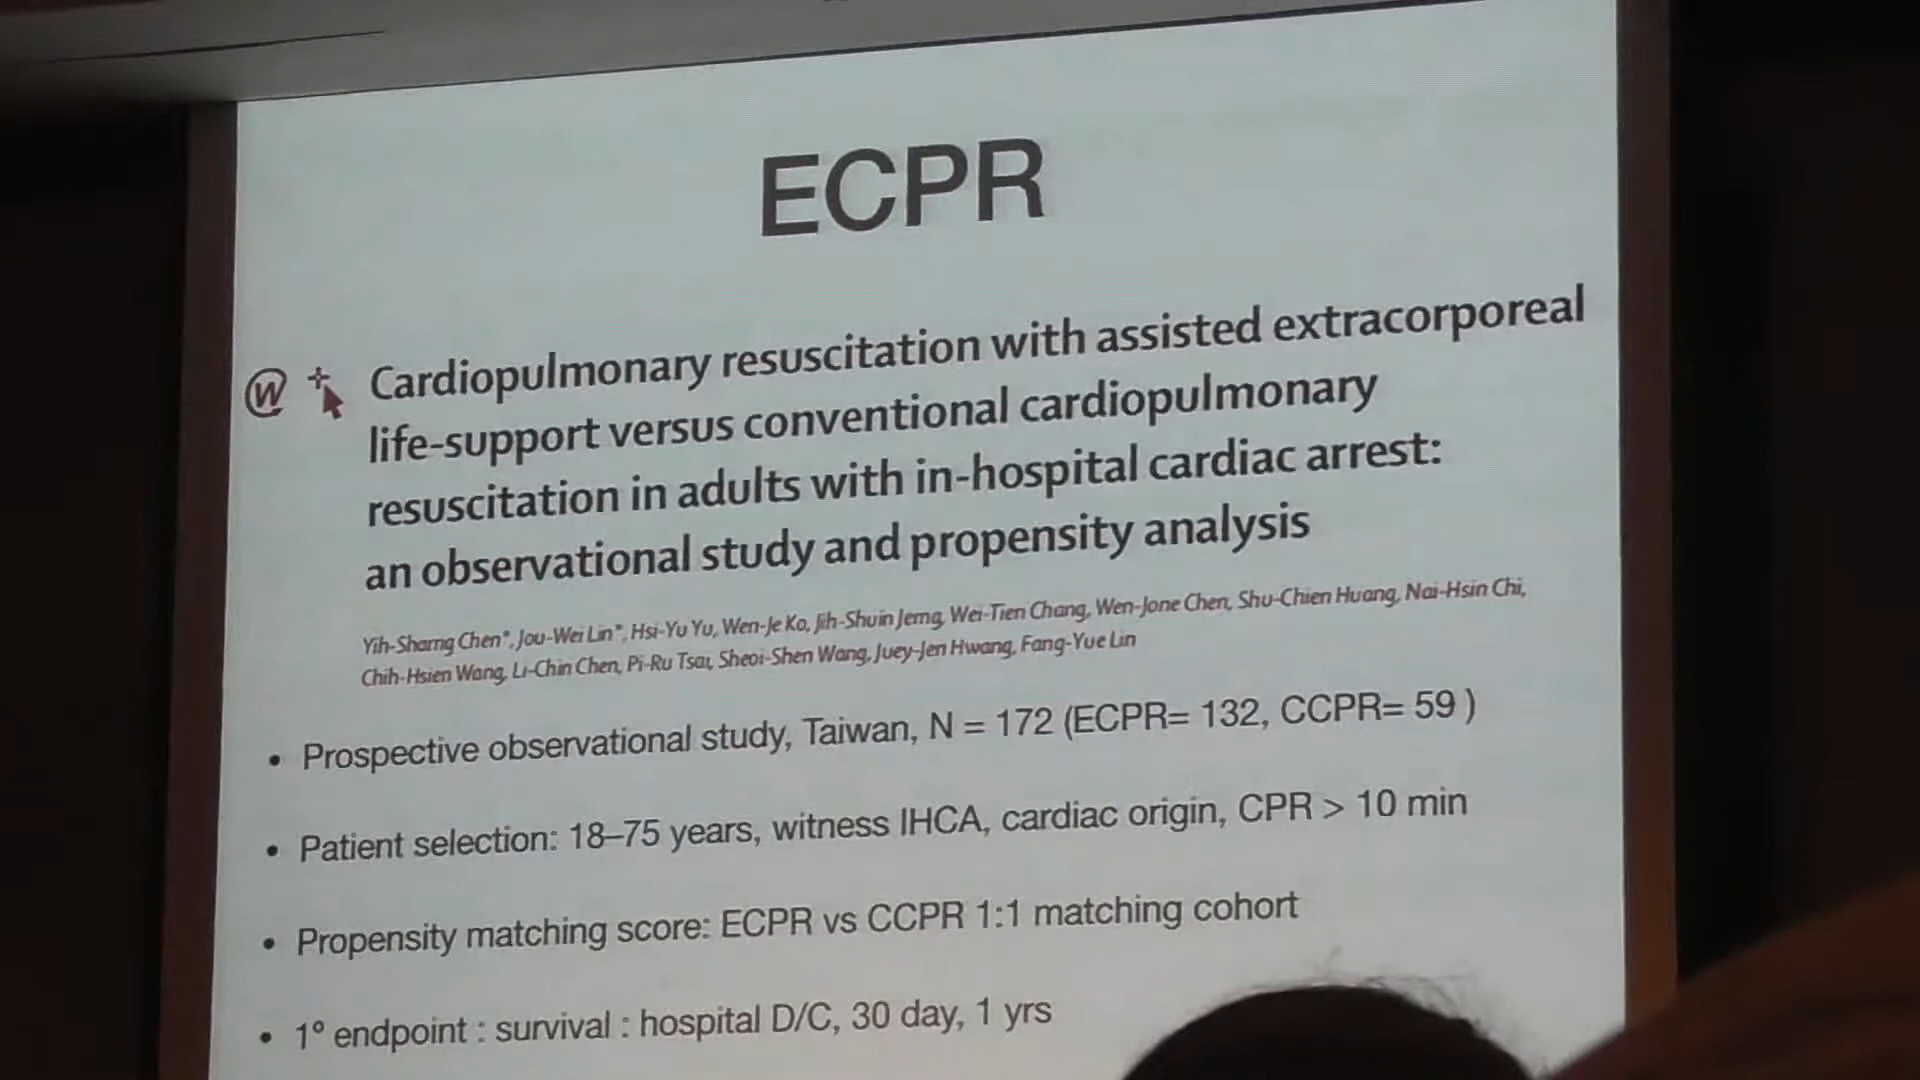 ECPR
Cardiopulmonary resuscitation with assisted extracorporeal
life-support versus conventional cardiopulmonary
resuscitation in adults with in-hospital cardiac arrest:
an observational study and propensity analysis
Yih-Sharng Chen*, Jou-Wei Lin*, Hsi-Yu Yu, Wen-Je Ko, Jih-Shuin Jerng, Wei-Tien Chang, Wen-Jone Chen, Shu-Chien Huang, Nai-Hsin Chi,
Chih-Hsien Wang, Li-Chin Chen, Pi-Ru Tsai, Sheoi-Shen Wang, Juey-Jen Hwang, Fang-Yue Lin
• Prospective observational study, Taiwan, N = 172 (ECPR= 132, CCPR= 59 )
• Patient selection: 18–75 years, witness IHCA, cardiac origin, CPR > 10 min
• Propensity matching score: ECPR vs CCPR 1:1 matching cohort
• 1º endpoint : survival : hospital D/C, 30 day, 1 yrs